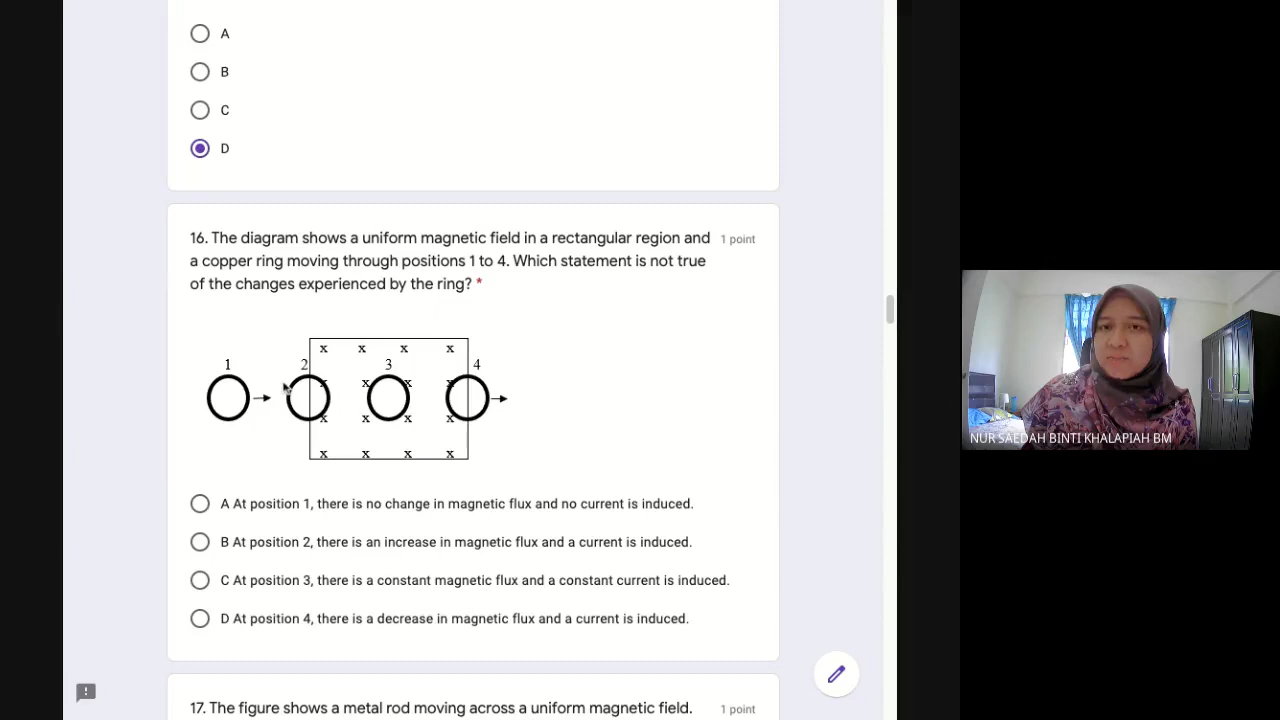 A
B
C
D
16. The diagram shows a uniform magnetic field in a rectangular region and
1 point
a copper ring moving through positions 1 to 4. Which statement is not true
of the changes experienced by the ring? *
x x x x
1 2 3 4
x x x x
x x x x
x x x x
A At position 1, there is no change in magnetic flux and no current is induced.
B At position 2, there is an increase in magnetic flux and a current is induced.
C At position 3, there is a constant magnetic flux and a constant current is induced.
D At position 4, there is a decrease in magnetic flux and a current is induced.
17. The figure shows a metal rod moving across a uniform magnetic field.
1 point
NUR SAEDAH BINTI KHALAPIAH BM